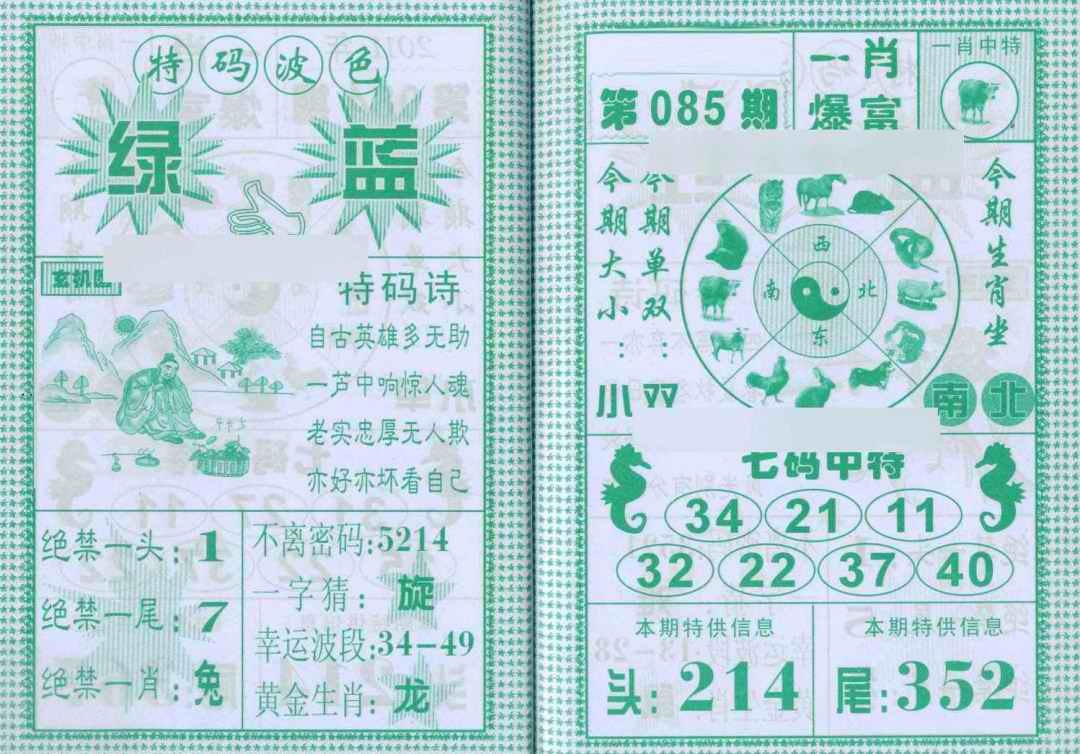 特码波色
绿 蓝
玄机图
特码诗
自古英雄多无助
一芦中响惊人魂
老实忠厚无人欺
亦好亦坏看自己
绝禁一头:1
绝禁一尾:7
绝禁一肖:兔
不离密码:5214
一字猜:旋
幸运波段:34-49
黄金生肖:龙
第085期
一肖
爆富
一肖中特
今期大小:小
今期单双:双
西
南 北
东
今期生肖坐
南北
七码中特
34 21 11
32 22 37 40
本期特供信息
头:214
本期特供信息
尾:352